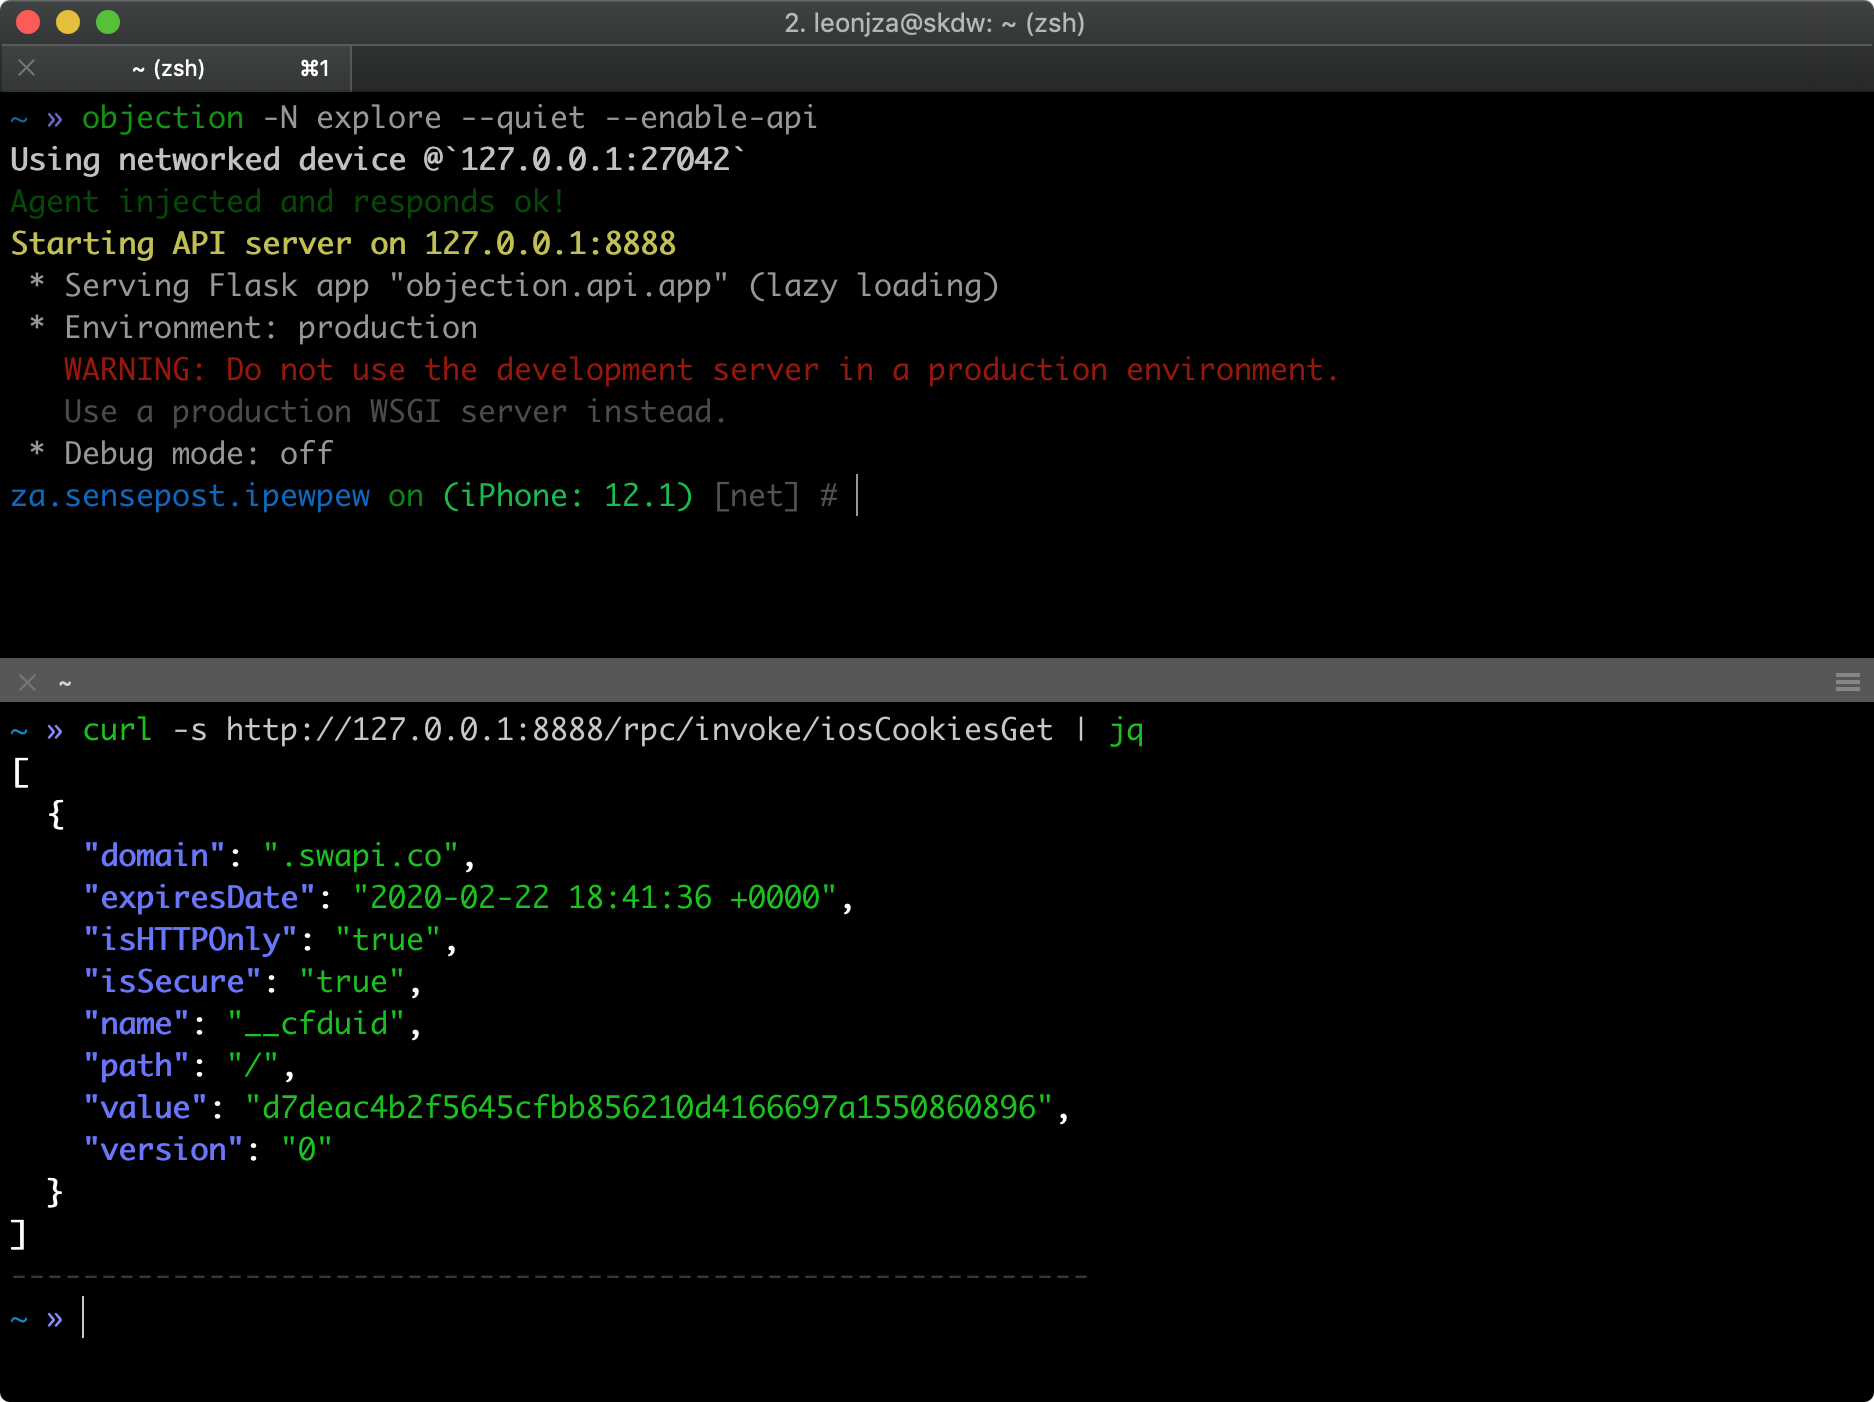 2. leonjza@skdw: ~ (zsh)
~ (zsh) ⌘1
~ » objection -N explore --quiet --enable-api
Using networked device @`127.0.0.1:27042`
Agent injected and responds ok!
Starting API server on 127.0.0.1:8888
 * Serving Flask app "objection.api.app" (lazy loading)
 * Environment: production
   WARNING: Do not use the development server in a production environment.
   Use a production WSGI server instead.
 * Debug mode: off
za.sensepost.ipewpew on (iPhone: 12.1) [net] #
~
~ » curl -s http://127.0.0.1:8888/rpc/invoke/iosCookiesGet | jq
[
  {
    "domain": ".swapi.co",
    "expiresDate": "2020-02-22 18:41:36 +0000",
    "isHTTPOnly": "true",
    "isSecure": "true",
    "name": "__cfduid",
    "path": "/",
    "value": "d7deac4b2f5645cfbb856210d4166697a1550860896",
    "version": "0"
  }
]
------------------------------------------------------------
~ »